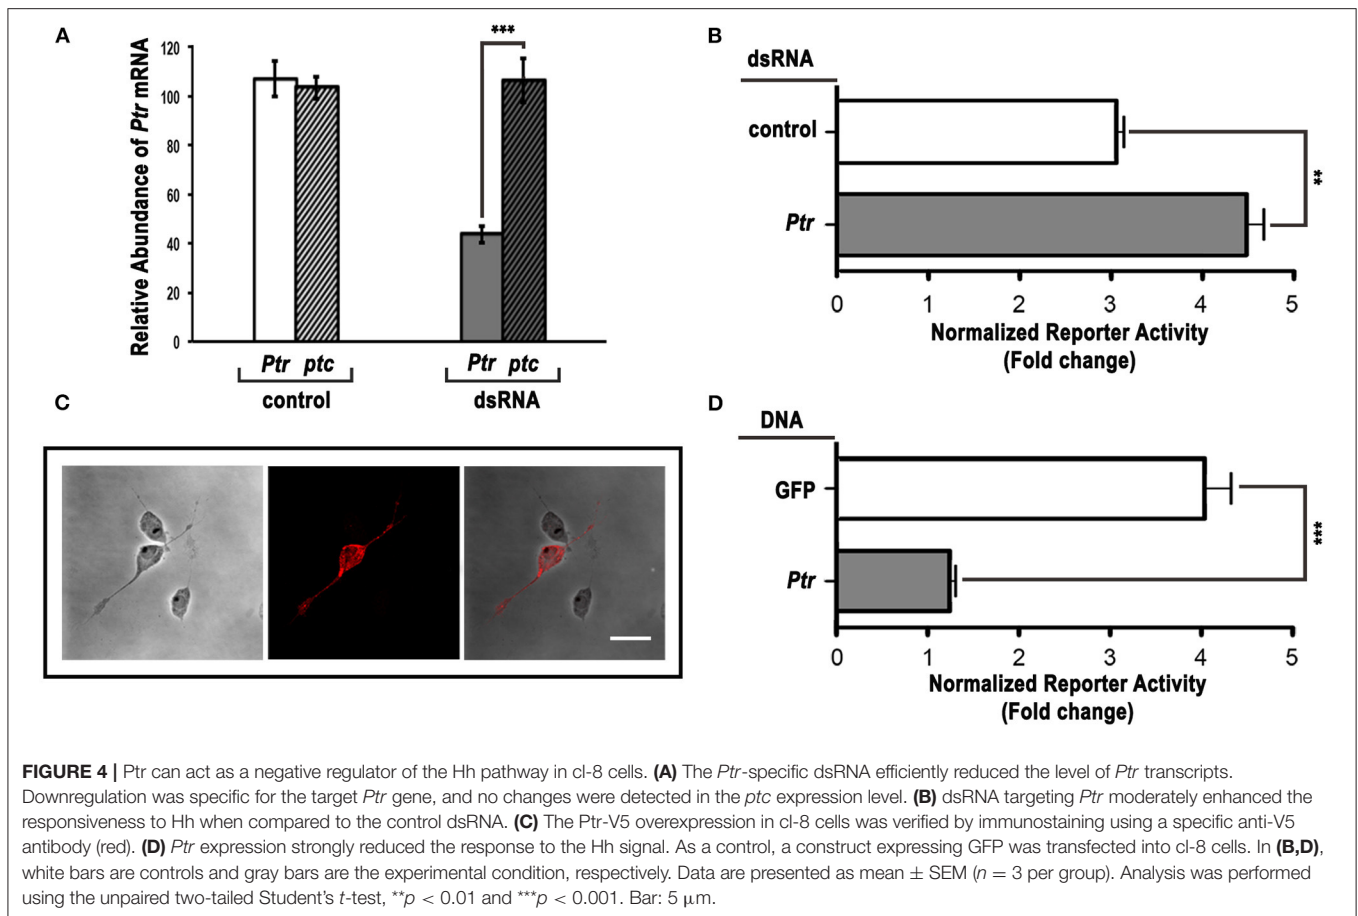 A
Relative Abundance of Ptr mRNA
120
100
80
60
40
20
0
***
Ptr ptc
control
Ptr ptc
dsRNA
B
dsRNA
control
Ptr
**
0 1 2 3 4 5
Normalized Reporter Activity
(Fold change)
C
D
DNA
GFP
Ptr
***
0 1 2 3 4 5
Normalized Reporter Activity
(Fold change)
FIGURE 4 | Ptr can act as a negative regulator of the Hh pathway in cl-8 cells. (A) The Ptr-specific dsRNA efficiently reduced the level of Ptr transcripts.
Downregulation was specific for the target Ptr gene, and no changes were detected in the ptc expression level. (B) dsRNA targeting Ptr moderately enhanced the
responsiveness to Hh when compared to the control dsRNA. (C) The Ptr-V5 overexpression in cl-8 cells was verified by immunostaining using a specific anti-V5
antibody (red). (D) Ptr expression strongly reduced the response to the Hh signal. As a control, a construct expressing GFP was transfected into cl-8 cells. In (B,D),
white bars are controls and gray bars are the experimental condition, respectively. Data are presented as mean ± SEM (n = 3 per group). Analysis was performed
using the unpaired two-tailed Student's t-test, **p < 0.01 and ***p < 0.001. Bar: 5 μm.